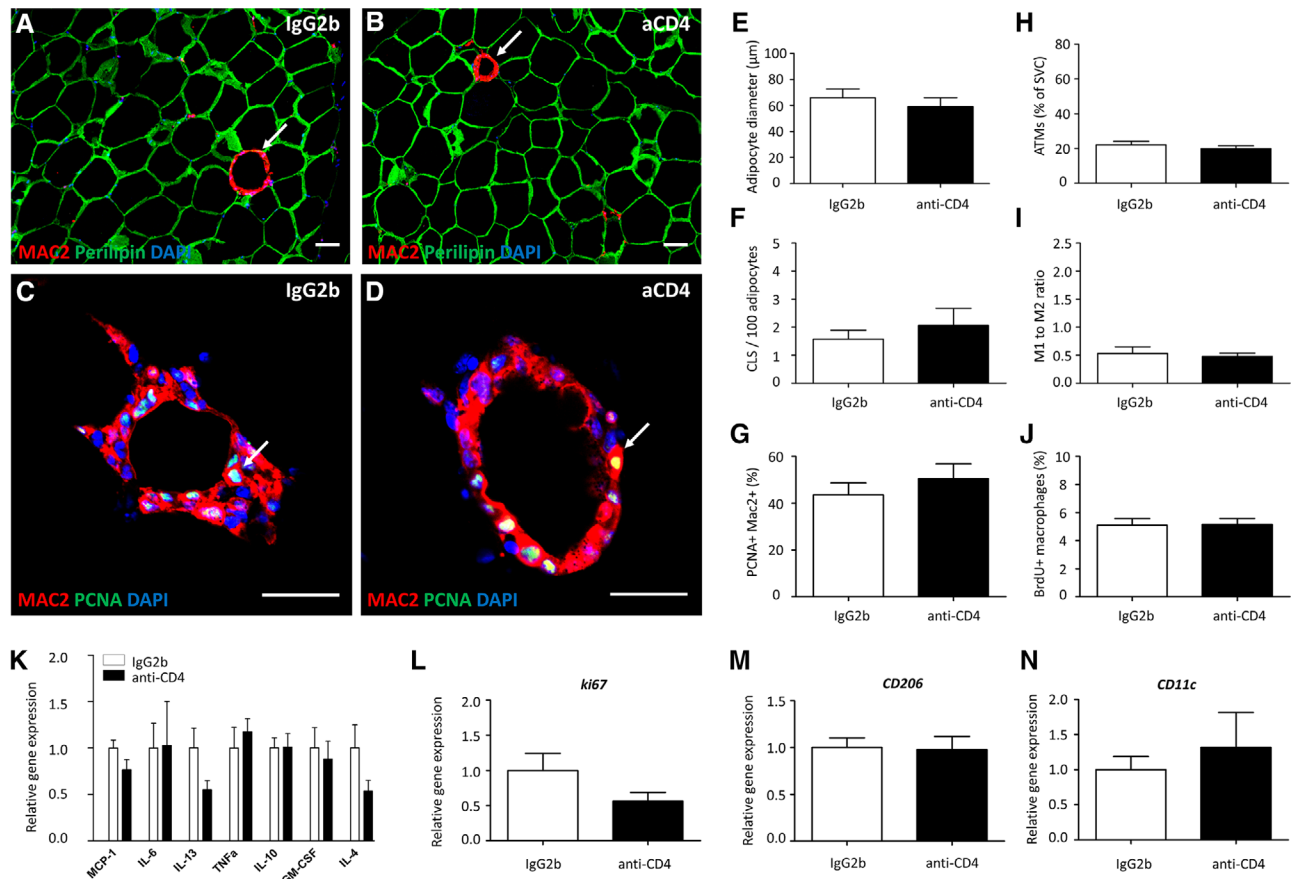 A IgG2b
MAC2 Perilipin DAPI
B aCD4
MAC2 Perilipin DAPI
C IgG2b
MAC2 PCNA DAPI
D aCD4
MAC2 PCNA DAPI
E
Adipocyte diameter (µm)
100
80
60
40
20
0
IgG2b anti-CD4
F
CLS / 100 adipocytes
5
4
3
2
1
0
IgG2b anti-CD4
G
PCNA+ Mac2+ (%)
60
40
20
0
IgG2b anti-CD4
H
ATMs (% of SVC)
80
60
40
20
0
IgG2b anti-CD4
I
M1 to M2 ratio
2.5
2.0
1.5
1.0
0.5
0.0
IgG2b anti-CD4
J
BrdU+ macrophages (%)
10
8
6
4
2
0
IgG2b anti-CD4
K
Relative gene expression
2.0
1.5
1.0
0.5
0.0
IgG2b
anti-CD4
MCP-1 IL-6 IL-13 TNFa IL-10 GM-CSF IL-4
L
ki67
Relative gene expression
2.0
1.5
1.0
0.5
0.0
IgG2b anti-CD4
M
CD206
Relative gene expression
1.5
1.0
0.5
0.0
IgG2b anti-CD4
N
CD11c
Relative gene expression
2.0
1.5
1.0
0.5
0.0
IgG2b anti-CD4